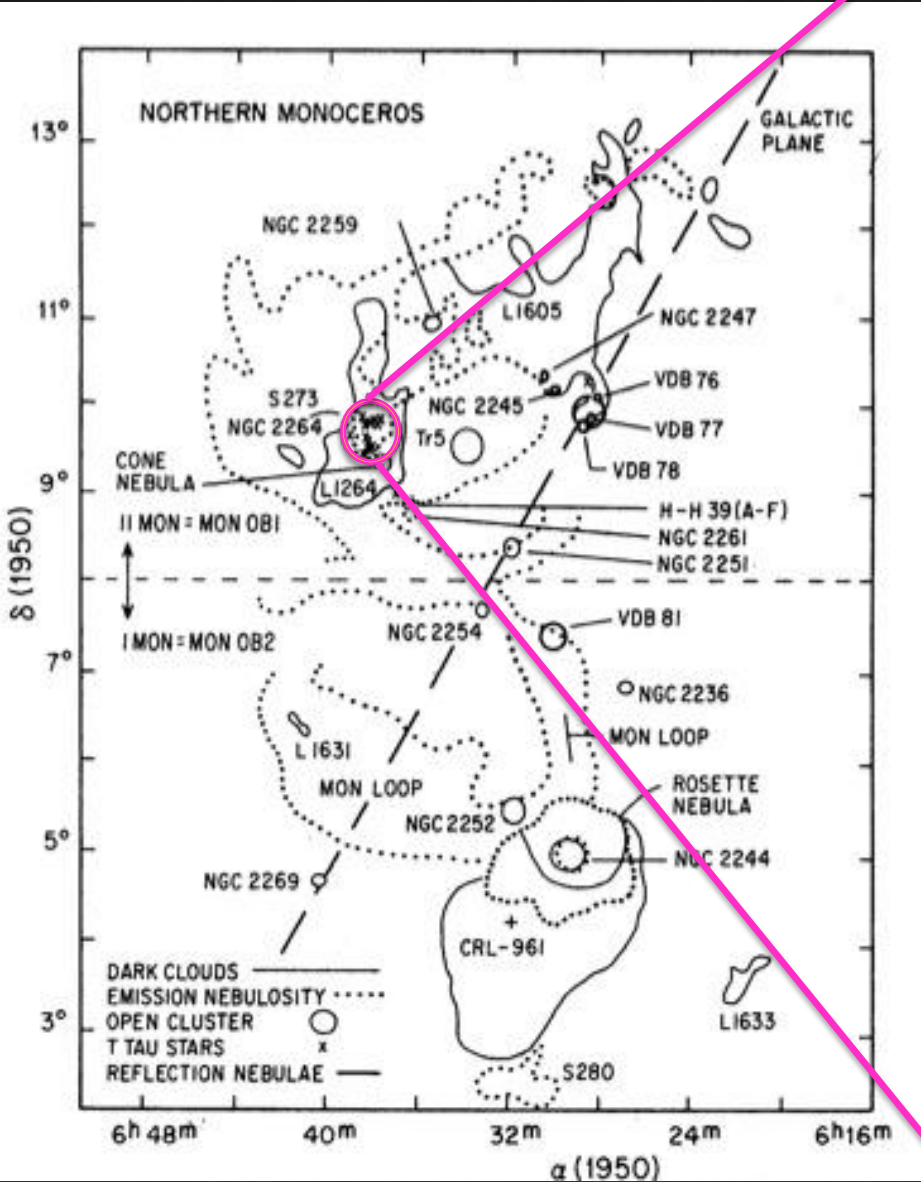 NORTHERN MONOCEROS
GALACTIC
PLANE
13°
NGC 2259
11°
L1605
NGC 2247
VDB 76
S273
NGC 2245
NGC 2264
Tr5
VDB 77
CONE
NEBULA
VDB 78
9°
L1264
H-H 39(A-F)
II MON = MON OB1
NGC 2261
NGC 2251
δ (1950)
I MON = MON OB2
NGC 2254
VDB 81
7°
NGC 2236
L1631
MON LOOP
MON LOOP
ROSETTE
NEBULA
NGC 2252
5°
NGC 2244
NGC 2269
CRL-961
DARK CLOUDS
EMISSION NEBULOSITY
OPEN CLUSTER
3°
T TAU STARS x
REFLECTION NEBULAE
L1633
S280
6h 48m 40m 32m 24m 6h 16m
α (1950)